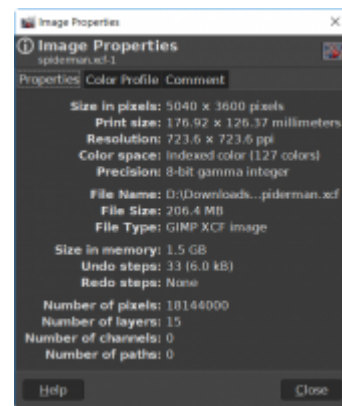 Image Properties
Image Properties
spiderman.xcf-1
Properties Color Profile Comment
Size in pixels: 5040 × 3600 pixels
Print size: 176.92 × 126.37 millimeters
Resolution: 723.6 × 723.6 ppi
Color space: Indexed color (127 colors)
Precision: 8-bit gamma integer
File Name: D:\Downloads...piderman.xcf
File Size: 206.4 MB
File Type: GIMP XCF image
Size in memory: 1.5 GB
Undo steps: 33 (6.0 kB)
Redo steps: None
Number of pixels: 18144000
Number of layers: 15
Number of channels: 0
Number of paths: 0
Help Close